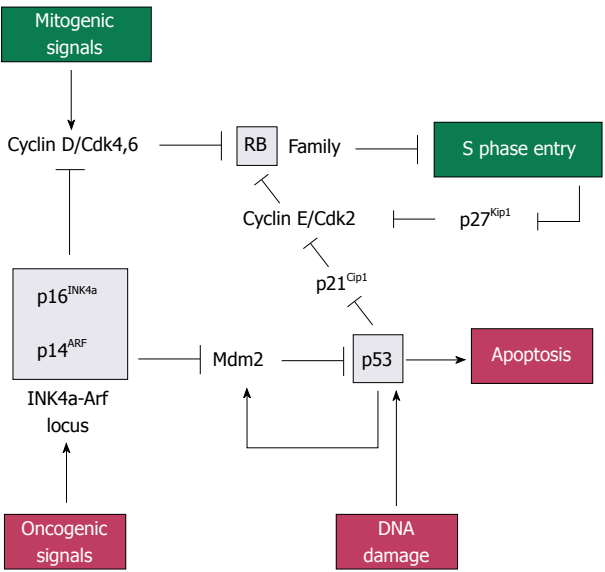 Mitogenic
signals
Cyclin D/Cdk4,6
RB Family
S phase entry
Cyclin E/Cdk2
p27Kip1
p21Cip1
p16INK4a
p14ARF
Mdm2
p53
Apoptosis
INK4a-Arf
locus
Oncogenic
signals
DNA
damage